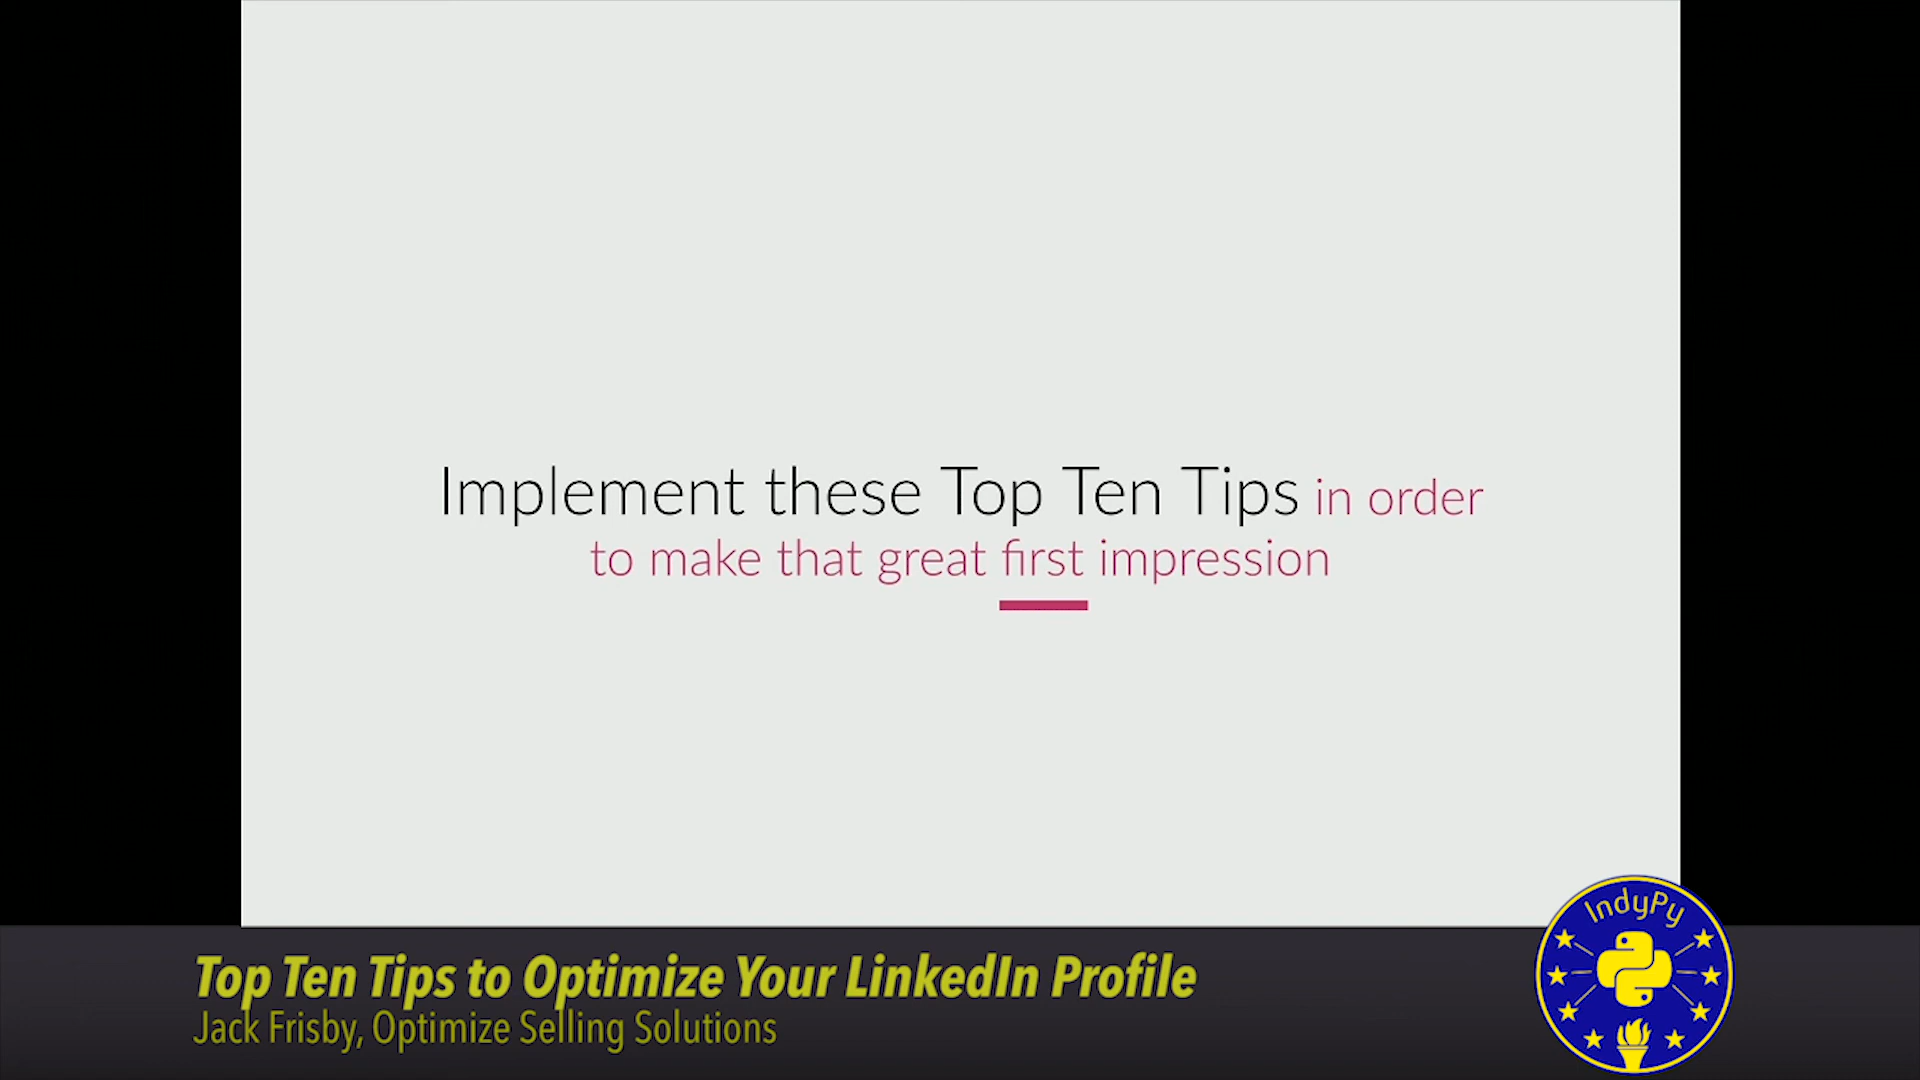 Implement these Top Ten Tips in order
to make that great first impression
IndyPy
Top Ten Tips to Optimize Your LinkedIn Profile
Jack Frisby, Optimize Selling Solutions